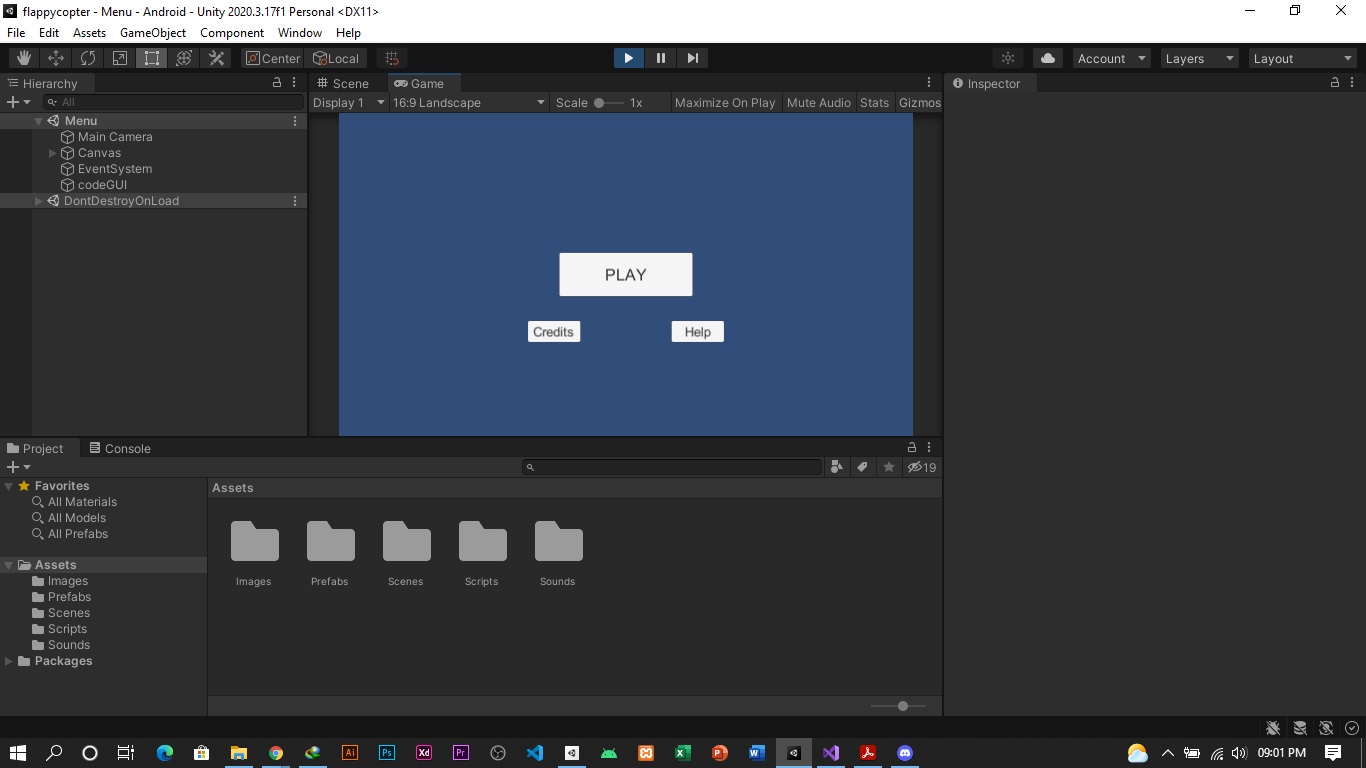 flappycopter - Menu - Android - Unity 2020.3.17f1 Personal <DX11>
File Edit Assets GameObject Component Window Help
Center Local Account Layers Layout
Hierarchy
All
Menu
Main Camera
Canvas
EventSystem
codeGUI
DontDestroyOnLoad
Scene Game
Display 1 16:9 Landscape Scale 1x Maximize On Play Mute Audio Stats Gizmos
PLAY
Credits Help
Inspector
Project Console
19
Favorites
All Materials
All Models
All Prefabs
Assets
Images
Prefabs
Scenes
Scripts
Sounds
Packages
Assets
Images Prefabs Scenes Scripts Sounds
Ai Ps Xd Pr
09:01 PM